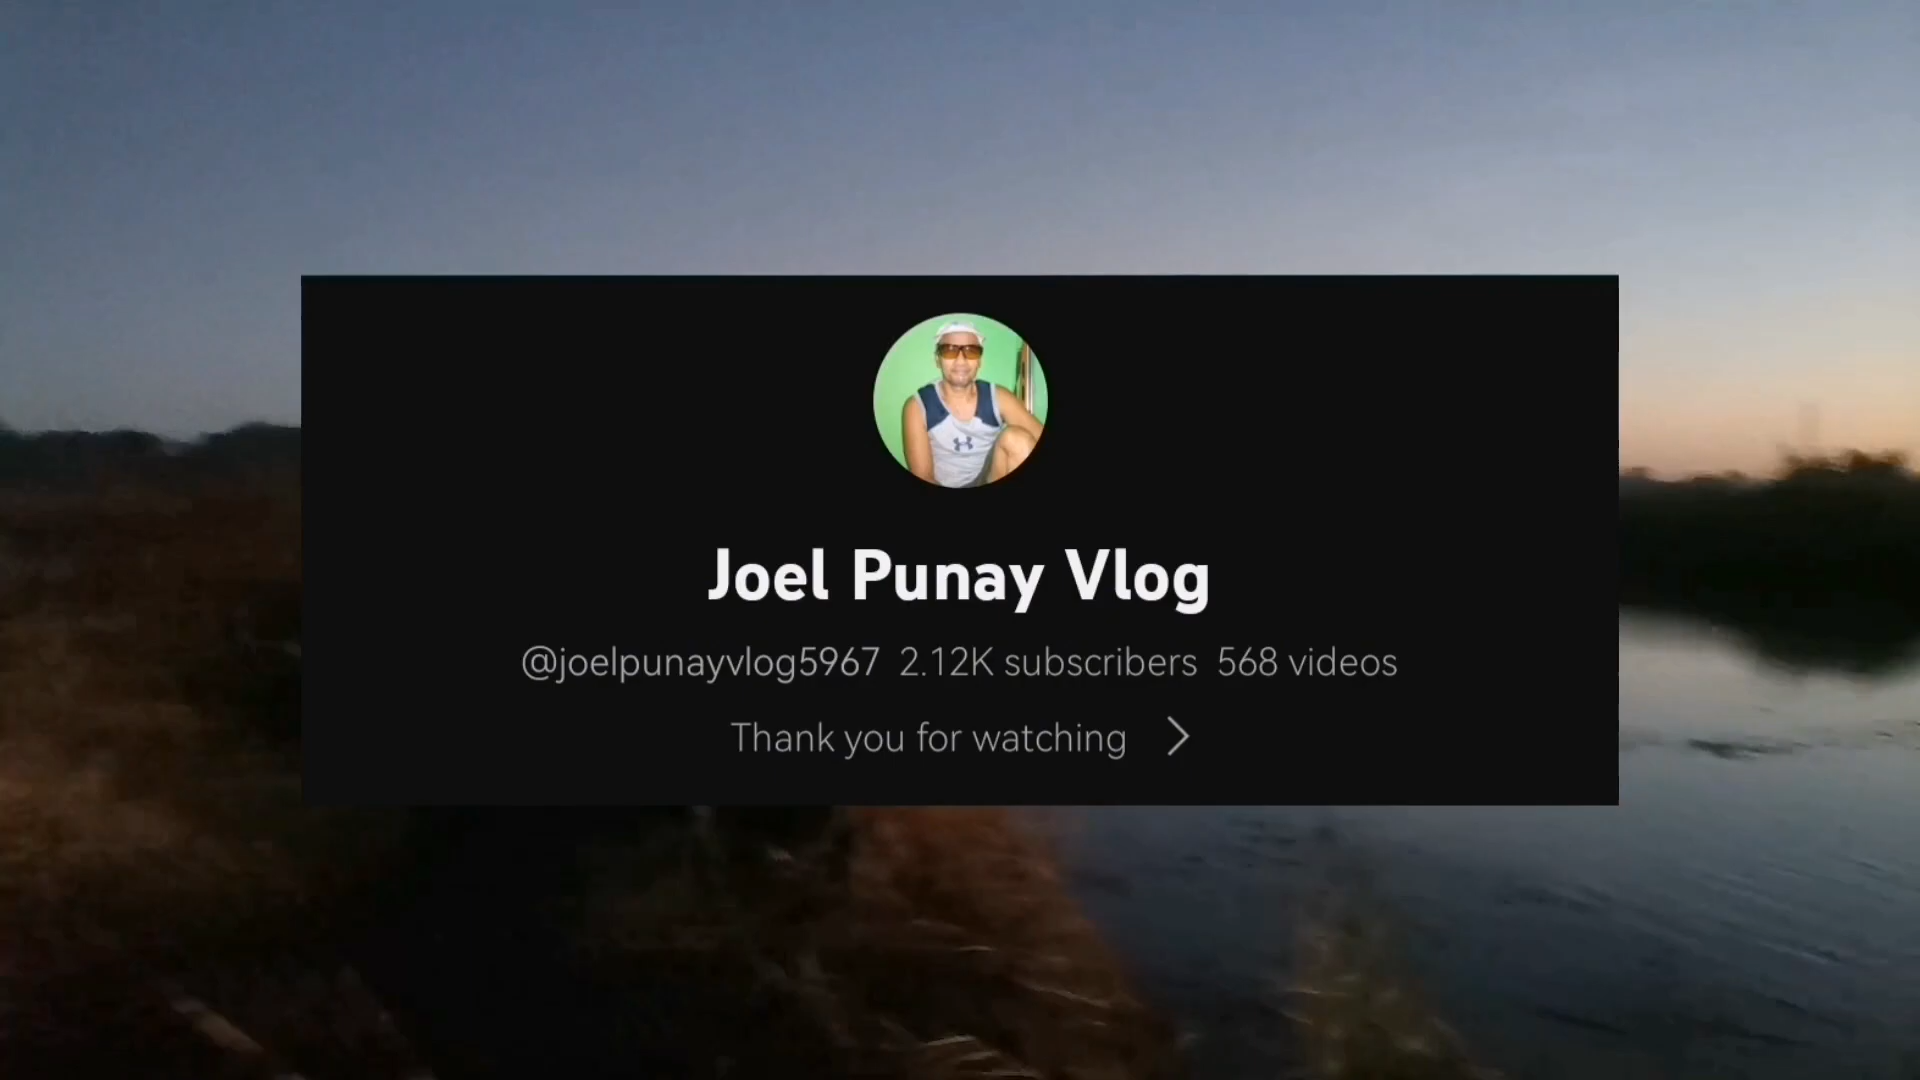 Joel Punay Vlog
@joelpunayvlog5967 2.12K subscribers 568 videos
Thank you for watching